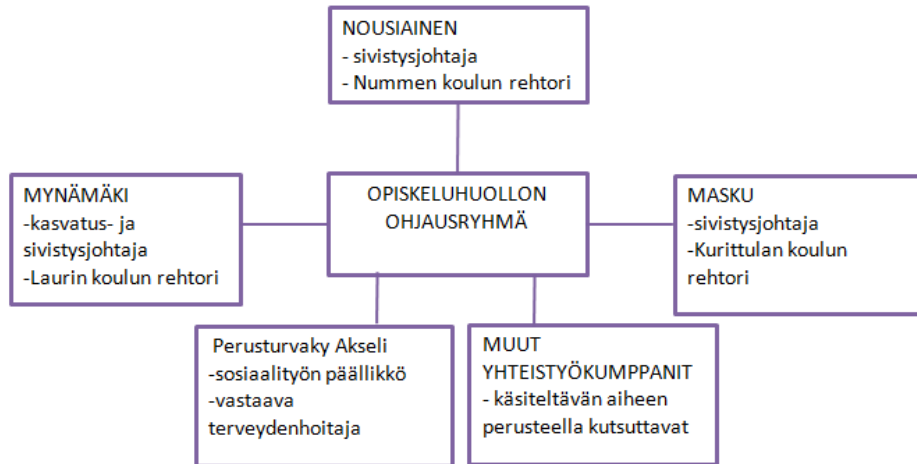 NOUSIAINEN
- sivistysjohtaja
- Nummen koulun rehtori
MYNÄMÄKI
-kasvatus- ja
sivistysjohtaja
-Laurin koulun rehtori
OPISKELUHUOLLON
OHJAUSRYHMÄ
MASKU
-sivistysjohtaja
-Kurittulan koulun
rehtori
Perusturvaky Akseli
-sosiaalityön päällikkö
-vastaava
terveydenhoitaja
MUUT
YHTEISTYÖKUMPPANIT
- käsiteltävän aiheen
perusteella kutsuttavat